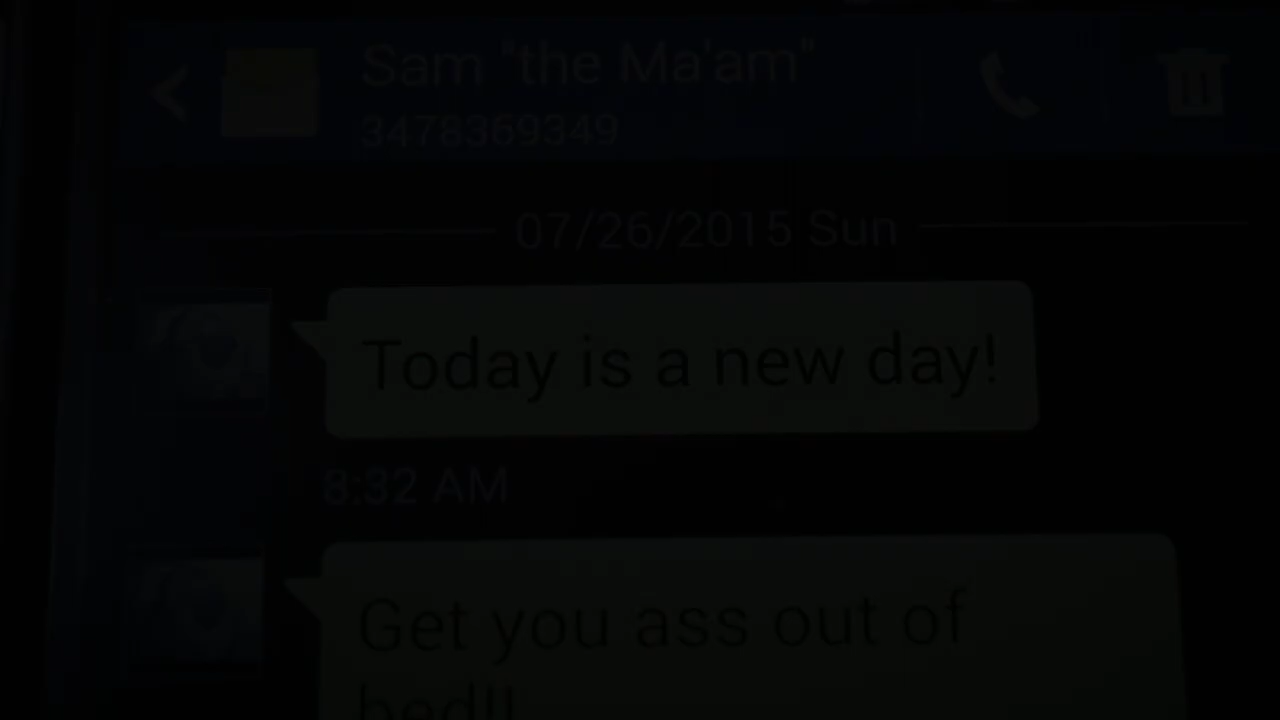 Sam "the Ma'am"
3478369349
07/26/2015 Sun
Today is a new day!
8:32 AM
Get you ass out of
bed!!